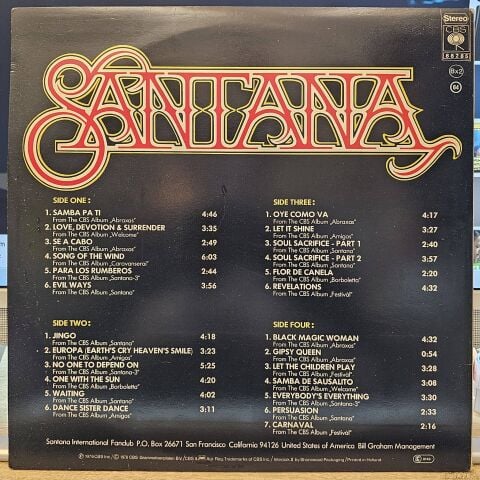 Stereo
CBS
88285
8x2
64
SANTANA
SIDE ONE:
1. SAMBA PA TI 4:46
From The CBS Album „Abraxas"
2. LOVE, DEVOTION & SURRENDER 3:35
From The CBS Album „Welcome"
3. SE A CABO 2:49
From The CBS Album „Abraxas"
4. SONG OF THE WIND 6:03
From The CBS Album „Caravanserai"
5. PARA LOS RUMBEROS 2:44
From The CBS Album „Santana-3"
6. EVIL WAYS 3:56
From The CBS Album „Santana"
SIDE TWO:
1. JINGO 4:18
From The CBS Album „Santana"
2. EUROPA (EARTH'S CRY HEAVEN'S SMILE) 3:23
From The CBS Album „Amigos"
3. NO ONE TO DEPEND ON 5:25
From The CBS Album „Santana-3"
4. ONE WITH THE SUN 4:20
From The CBS Album „Borboletta"
5. WAITING 4:02
From The CBS Album „Santana"
6. DANCE SISTER DANCE 3:11
From The CBS Album „Amigos"
SIDE THREE:
1. OYE COMO VA 4:17
From The CBS Album „Abraxas"
2. LET IT SHINE 3:27
From The CBS Album „Amigos"
3. SOUL SACRIFICE - PART 1 2:40
From The CBS Album „Santana"
4. SOUL SACRIFICE - PART 2 3:57
From The CBS Album „Santana"
5. FLOR DE CANELA 2:20
From The CBS Album „Borboletta"
6. REVELATIONS 4:32
From The CBS Album „Festivál"
SIDE FOUR:
1. BLACK MAGIC WOMAN 4:32
From The CBS Album „Abraxas"
2. GIPSY QUEEN 0:54
From The CBS Album „Abraxas"
3. LET THE CHILDREN PLAY 3:28
From The CBS Album „Festivál"
4. SAMBA DE SAUSALITO 3:08
From The CBS Album „Welcome"
5. EVERYBODY'S EVERYTHING 3:30
From The CBS Album „Santana-3"
6. PERSUASION 2:33
From The CBS Album „Santana"
7. CARNAVAL 2:16
From The CBS Album „Festivál"
Santana International Fanclub P.O. Box 26671 San Francisco California 94126 United States of America Bill Graham Management